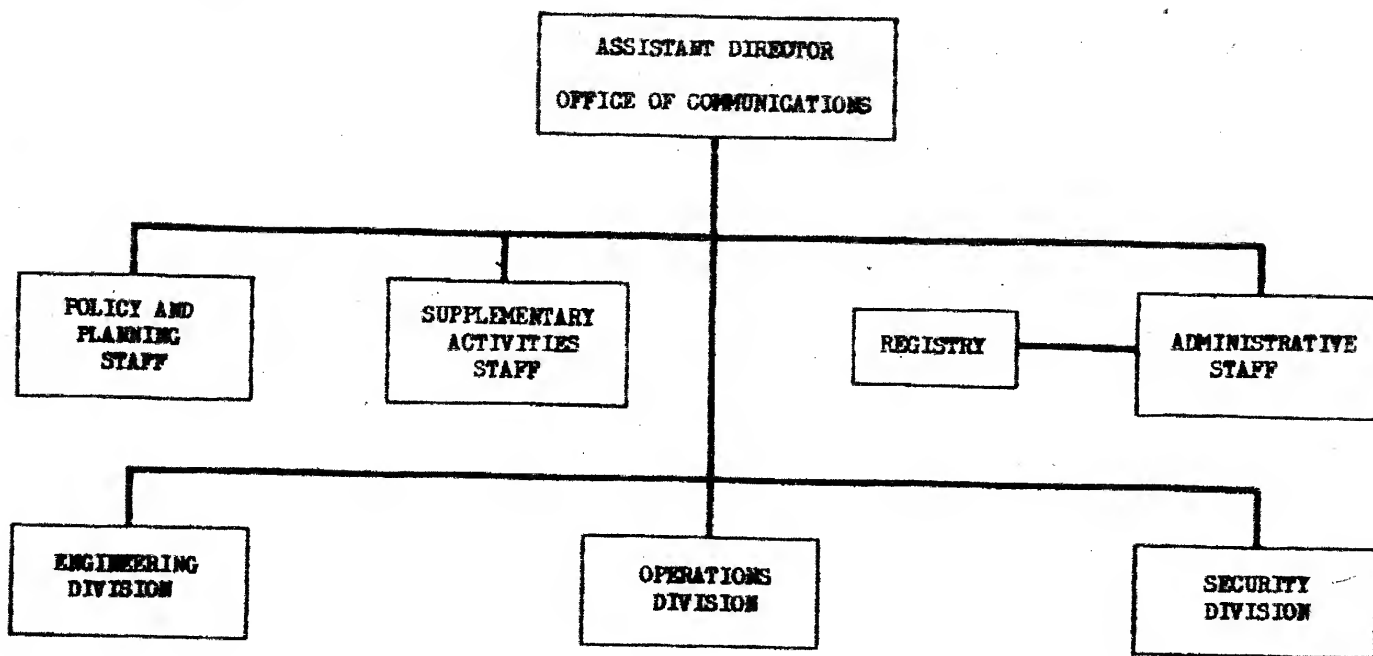 ASSISTANT DIRECTOR
OFFICE OF COMMUNICATIONS
POLICY AND
PLANNING
STAFF
SUPPLEMENTARY
ACTIVITIES
STAFF
REGISTRY
ADMINISTRATIVE
STAFF
ENGINEERING
DIVISION
OPERATIONS
DIVISION
SECURITY
DIVISION